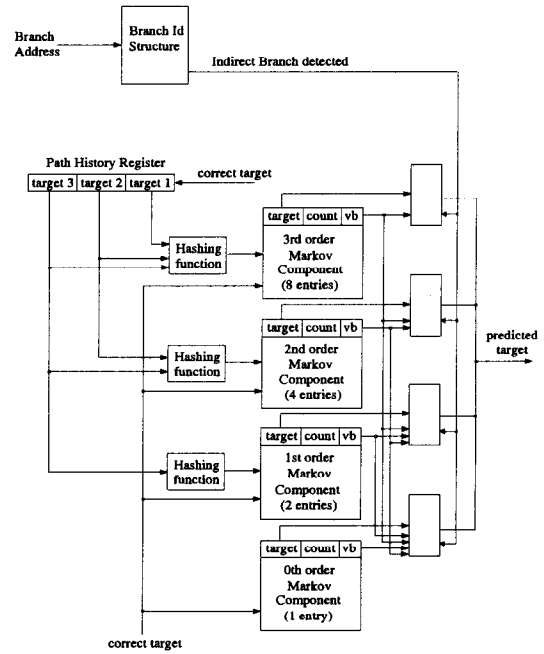 Branch
Address
Branch Id
Structure
Indirect Branch detected
Path History Register
target 3 target 2 target 1
correct target
Hashing
function
target count vb
3rd order
Markov
Component
(8 entries)
Hashing
function
target count vb
2nd order
Markov
Component
(4 entries)
predicted
target
Hashing
function
target count vb
1st order
Markov
Component
(2 entries)
target count vb
0th order
Markov
Component
(1 entry)
correct target